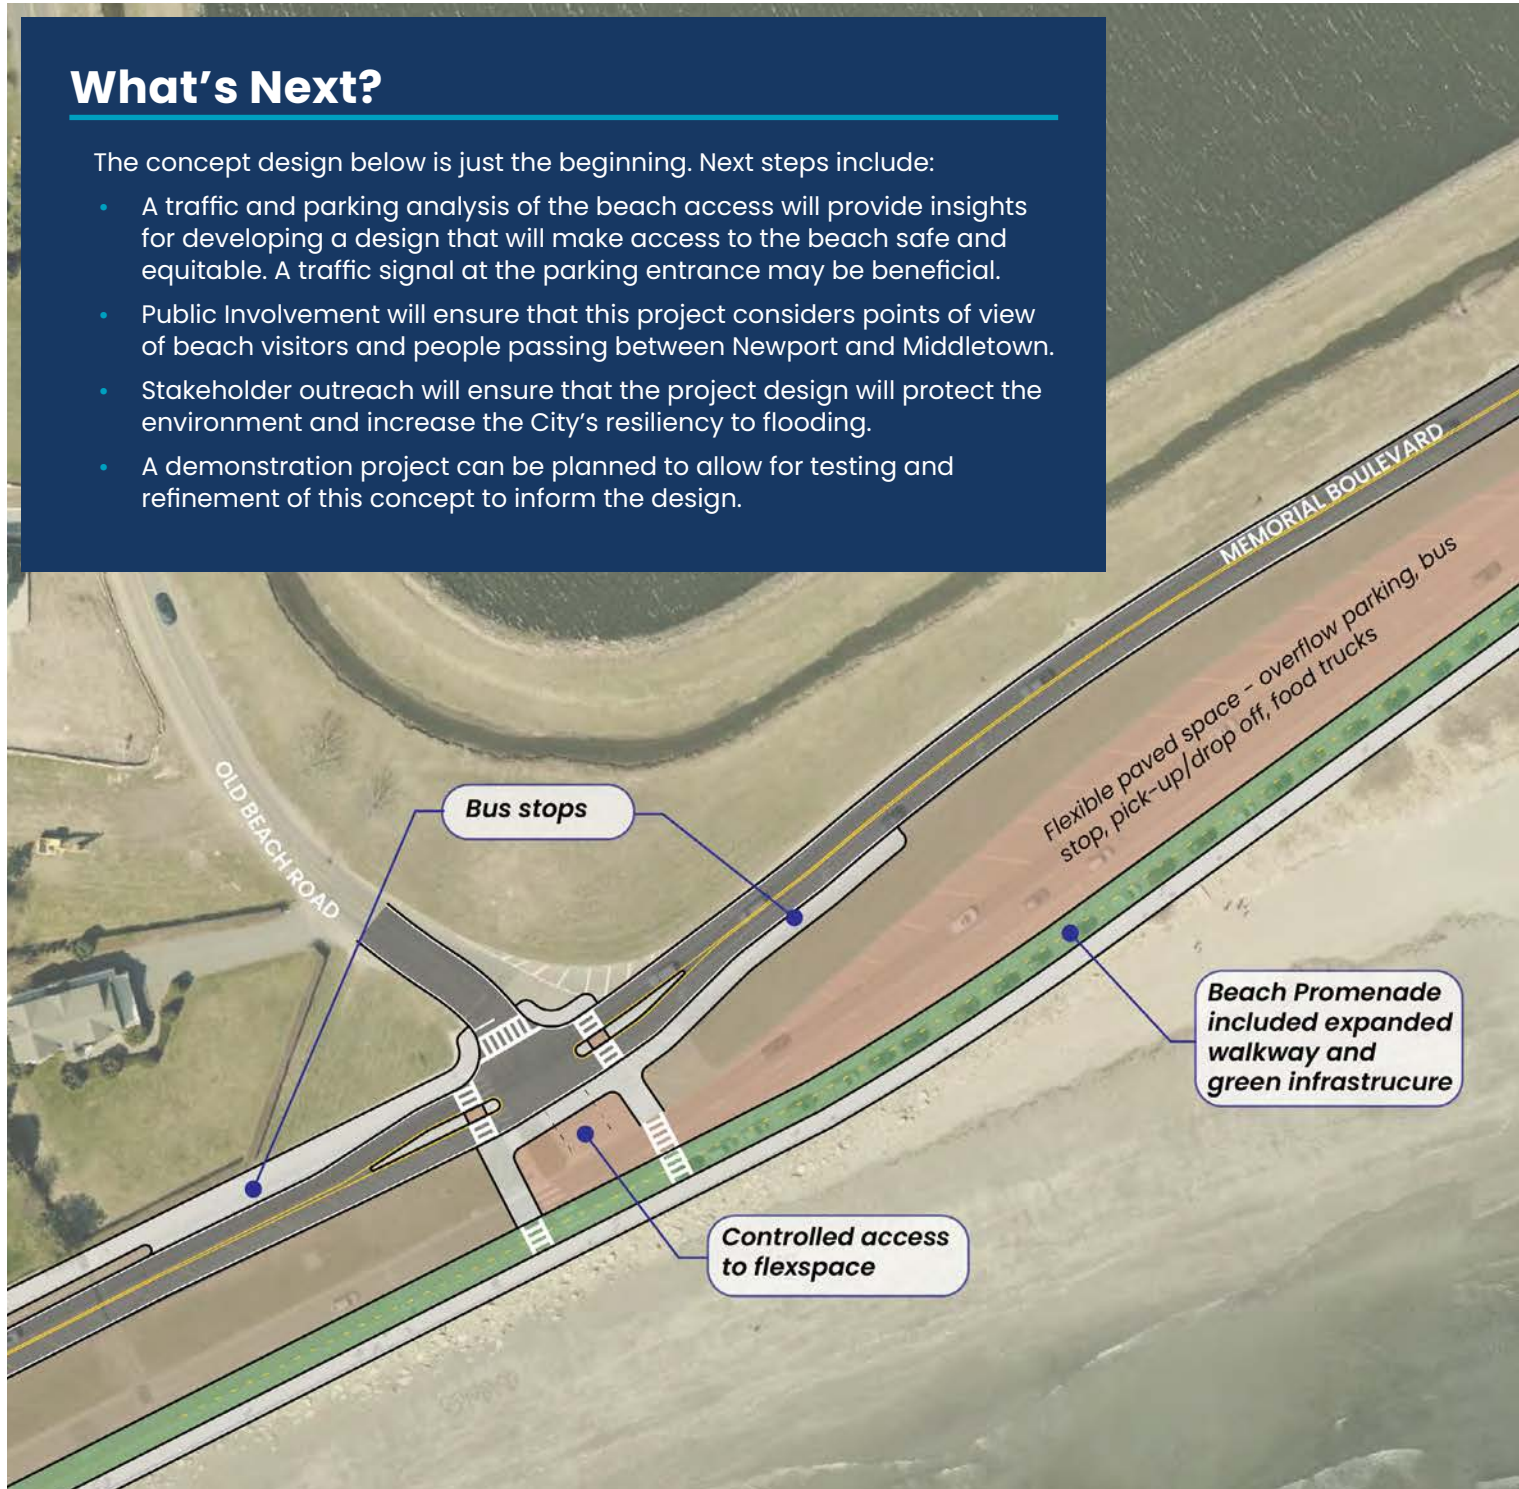 What's Next?
The concept design below is just the beginning. Next steps include:
• A traffic and parking analysis of the beach access will provide insights
for developing a design that will make access to the beach safe and
equitable. A traffic signal at the parking entrance may be beneficial.
• Public Involvement will ensure that this project considers points of view
of beach visitors and people passing between Newport and Middletown.
• Stakeholder outreach will ensure that the project design will protect the
environment and increase the City's resiliency to flooding.
• A demonstration project can be planned to allow for testing and
refinement of this concept to inform the design.
MEMORIAL BOULEVARD
Flexible paved space - overflow parking, bus
stop, pick-up/drop off, food trucks
OLD BEACH ROAD
Bus stops
Beach Promenade
included expanded
walkway and
green infrastrucure
Controlled access
to flexspace